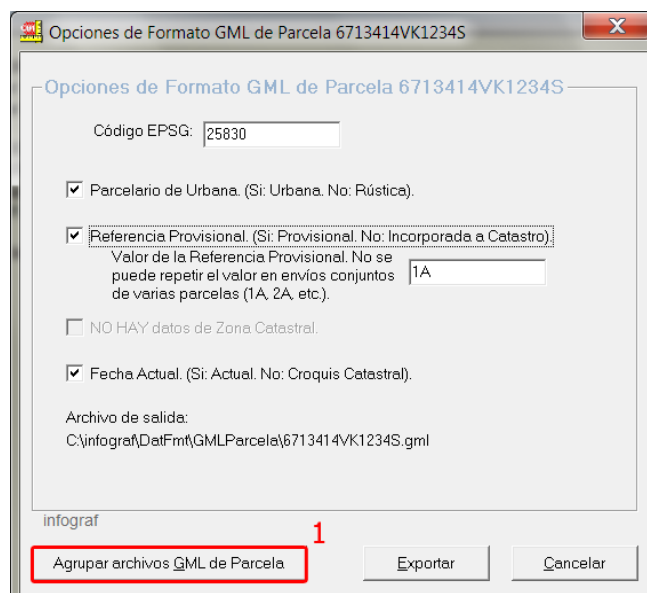 Opciones de Formato GML de Parcela 6713414VK1234S
Opciones de Formato GML de Parcela 6713414VK1234S
Código EPSG: 25830
Parcelario de Urbana. (Si: Urbana. No: Rústica).
Referencia Provisional. (Si: Provisional. No: Incorporada a Catastro).
Valor de la Referencia Provisional. No se
puede repetir el valor en envíos conjuntos 1A
de varias parcelas (1A, 2A, etc.).
NO HAY datos de Zona Catastral.
Fecha Actual. (Si: Actual. No: Croquis Catastral).
Archivo de salida:
C:\infograf\DatFmt\GMLParcela\6713414VK1234S.gml
infograf
1
Agrupar archivos GML de Parcela Exportar Cancelar